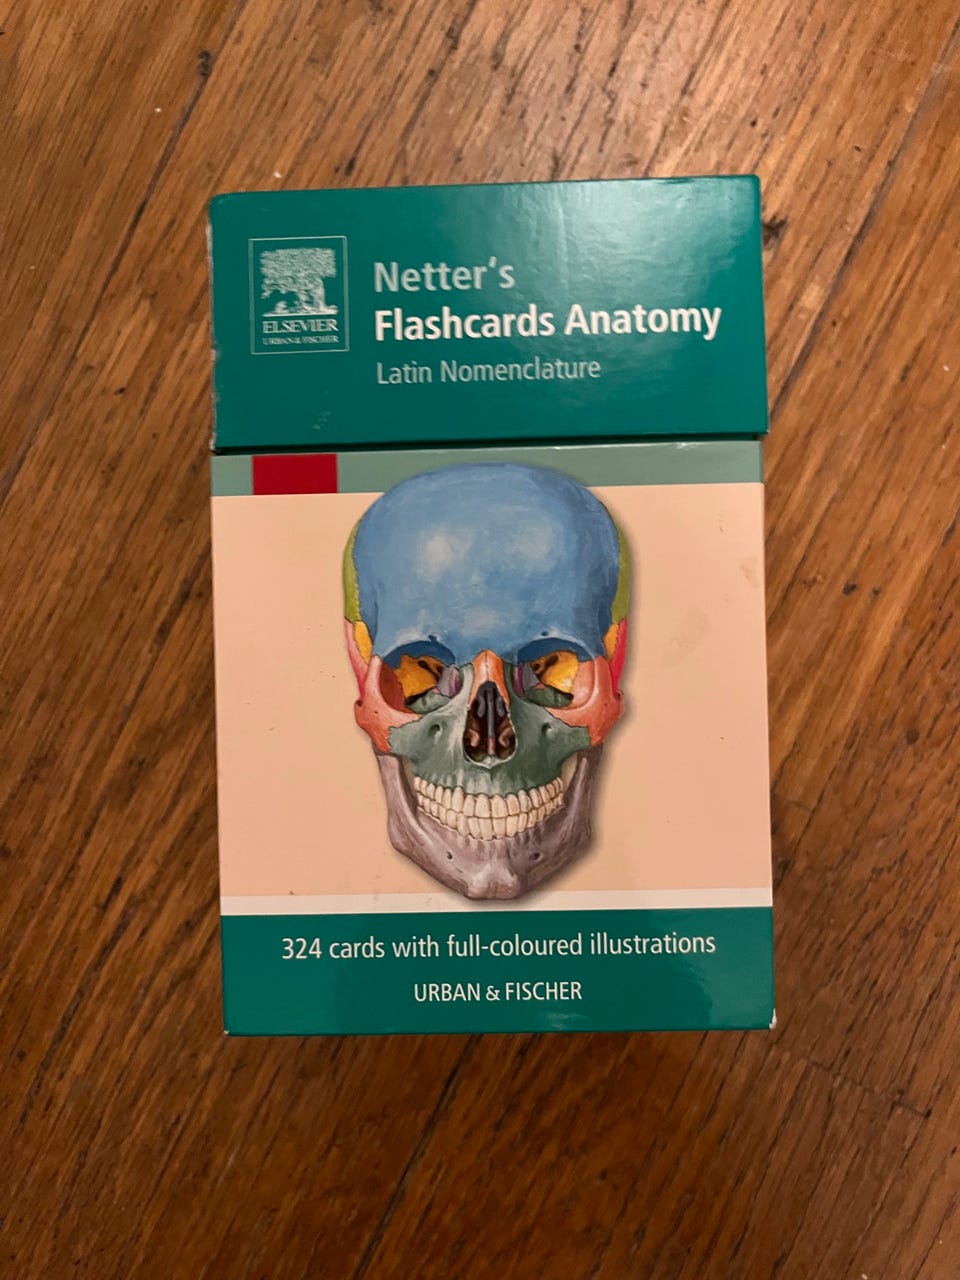 ELSEVIER
URBAN & FISCHER
Netter‘s
Flashcards Anatomy
Latin Nomenclature
324 cards with full-coloured illustrations
URBAN & FISCHER